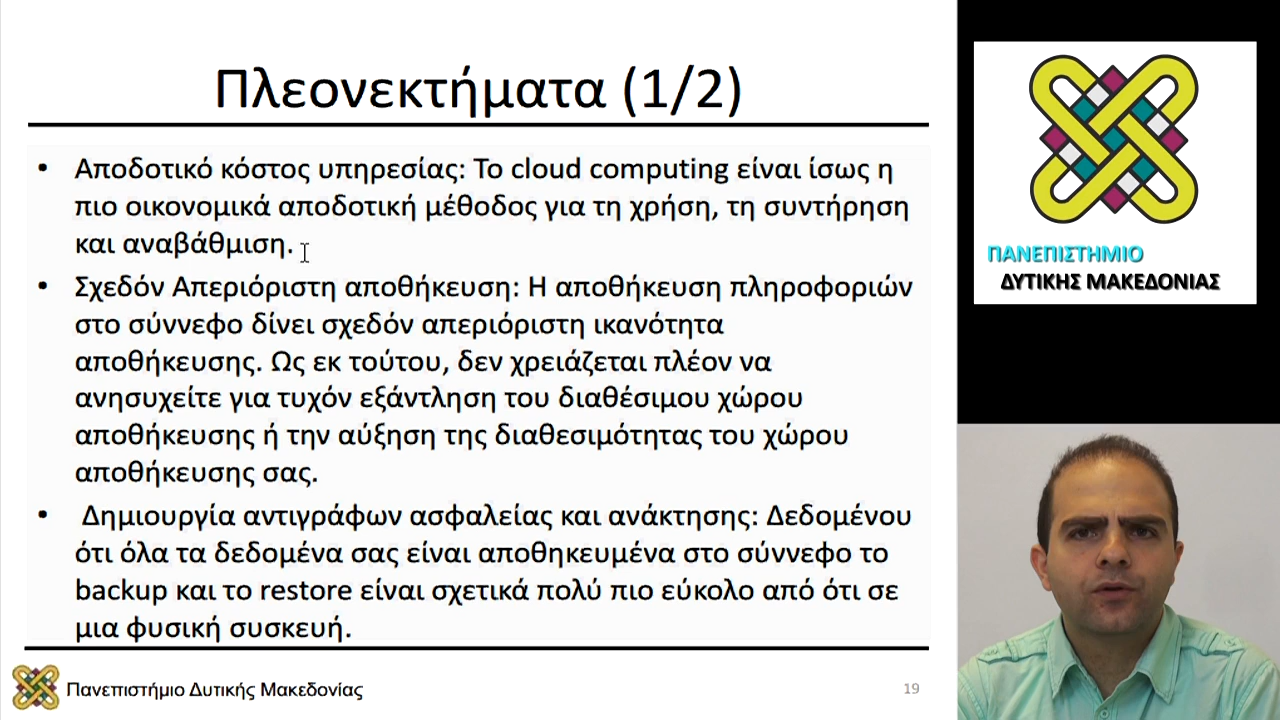 Πλεονεκτήματα (1/2)
• Αποδοτικό κόστος υπηρεσίας: Το cloud computing είναι ίσως η
πιο οικονομικά αποδοτική μέθοδος για τη χρήση, τη συντήρηση
και αναβάθμιση.
• Σχεδόν Απεριόριστη αποθήκευση: Η αποθήκευση πληροφοριών
στο σύννεφο δίνει σχεδόν απεριόριστη ικανότητα
αποθήκευσης. Ως εκ τούτου, δεν χρειάζεται πλέον να
ανησυχείτε για τυχόν εξάντληση του διαθέσιμου χώρου
αποθήκευσης ή την αύξηση της διαθεσιμότητας του χώρου
αποθήκευσης σας.
• Δημιουργία αντιγράφων ασφαλείας και ανάκτησης: Δεδομένου
ότι όλα τα δεδομένα σας είναι αποθηκευμένα στο σύννεφο το
backup και το restore είναι σχετικά πολύ πιο εύκολο από ότι σε
μια φυσική συσκευή.
Πανεπιστήμιο Δυτικής Μακεδονίας
19
ΠΑΝΕΠΙΣΤΗΜΙΟ
ΔΥΤΙΚΗΣ ΜΑΚΕΔΟΝΙΑΣ